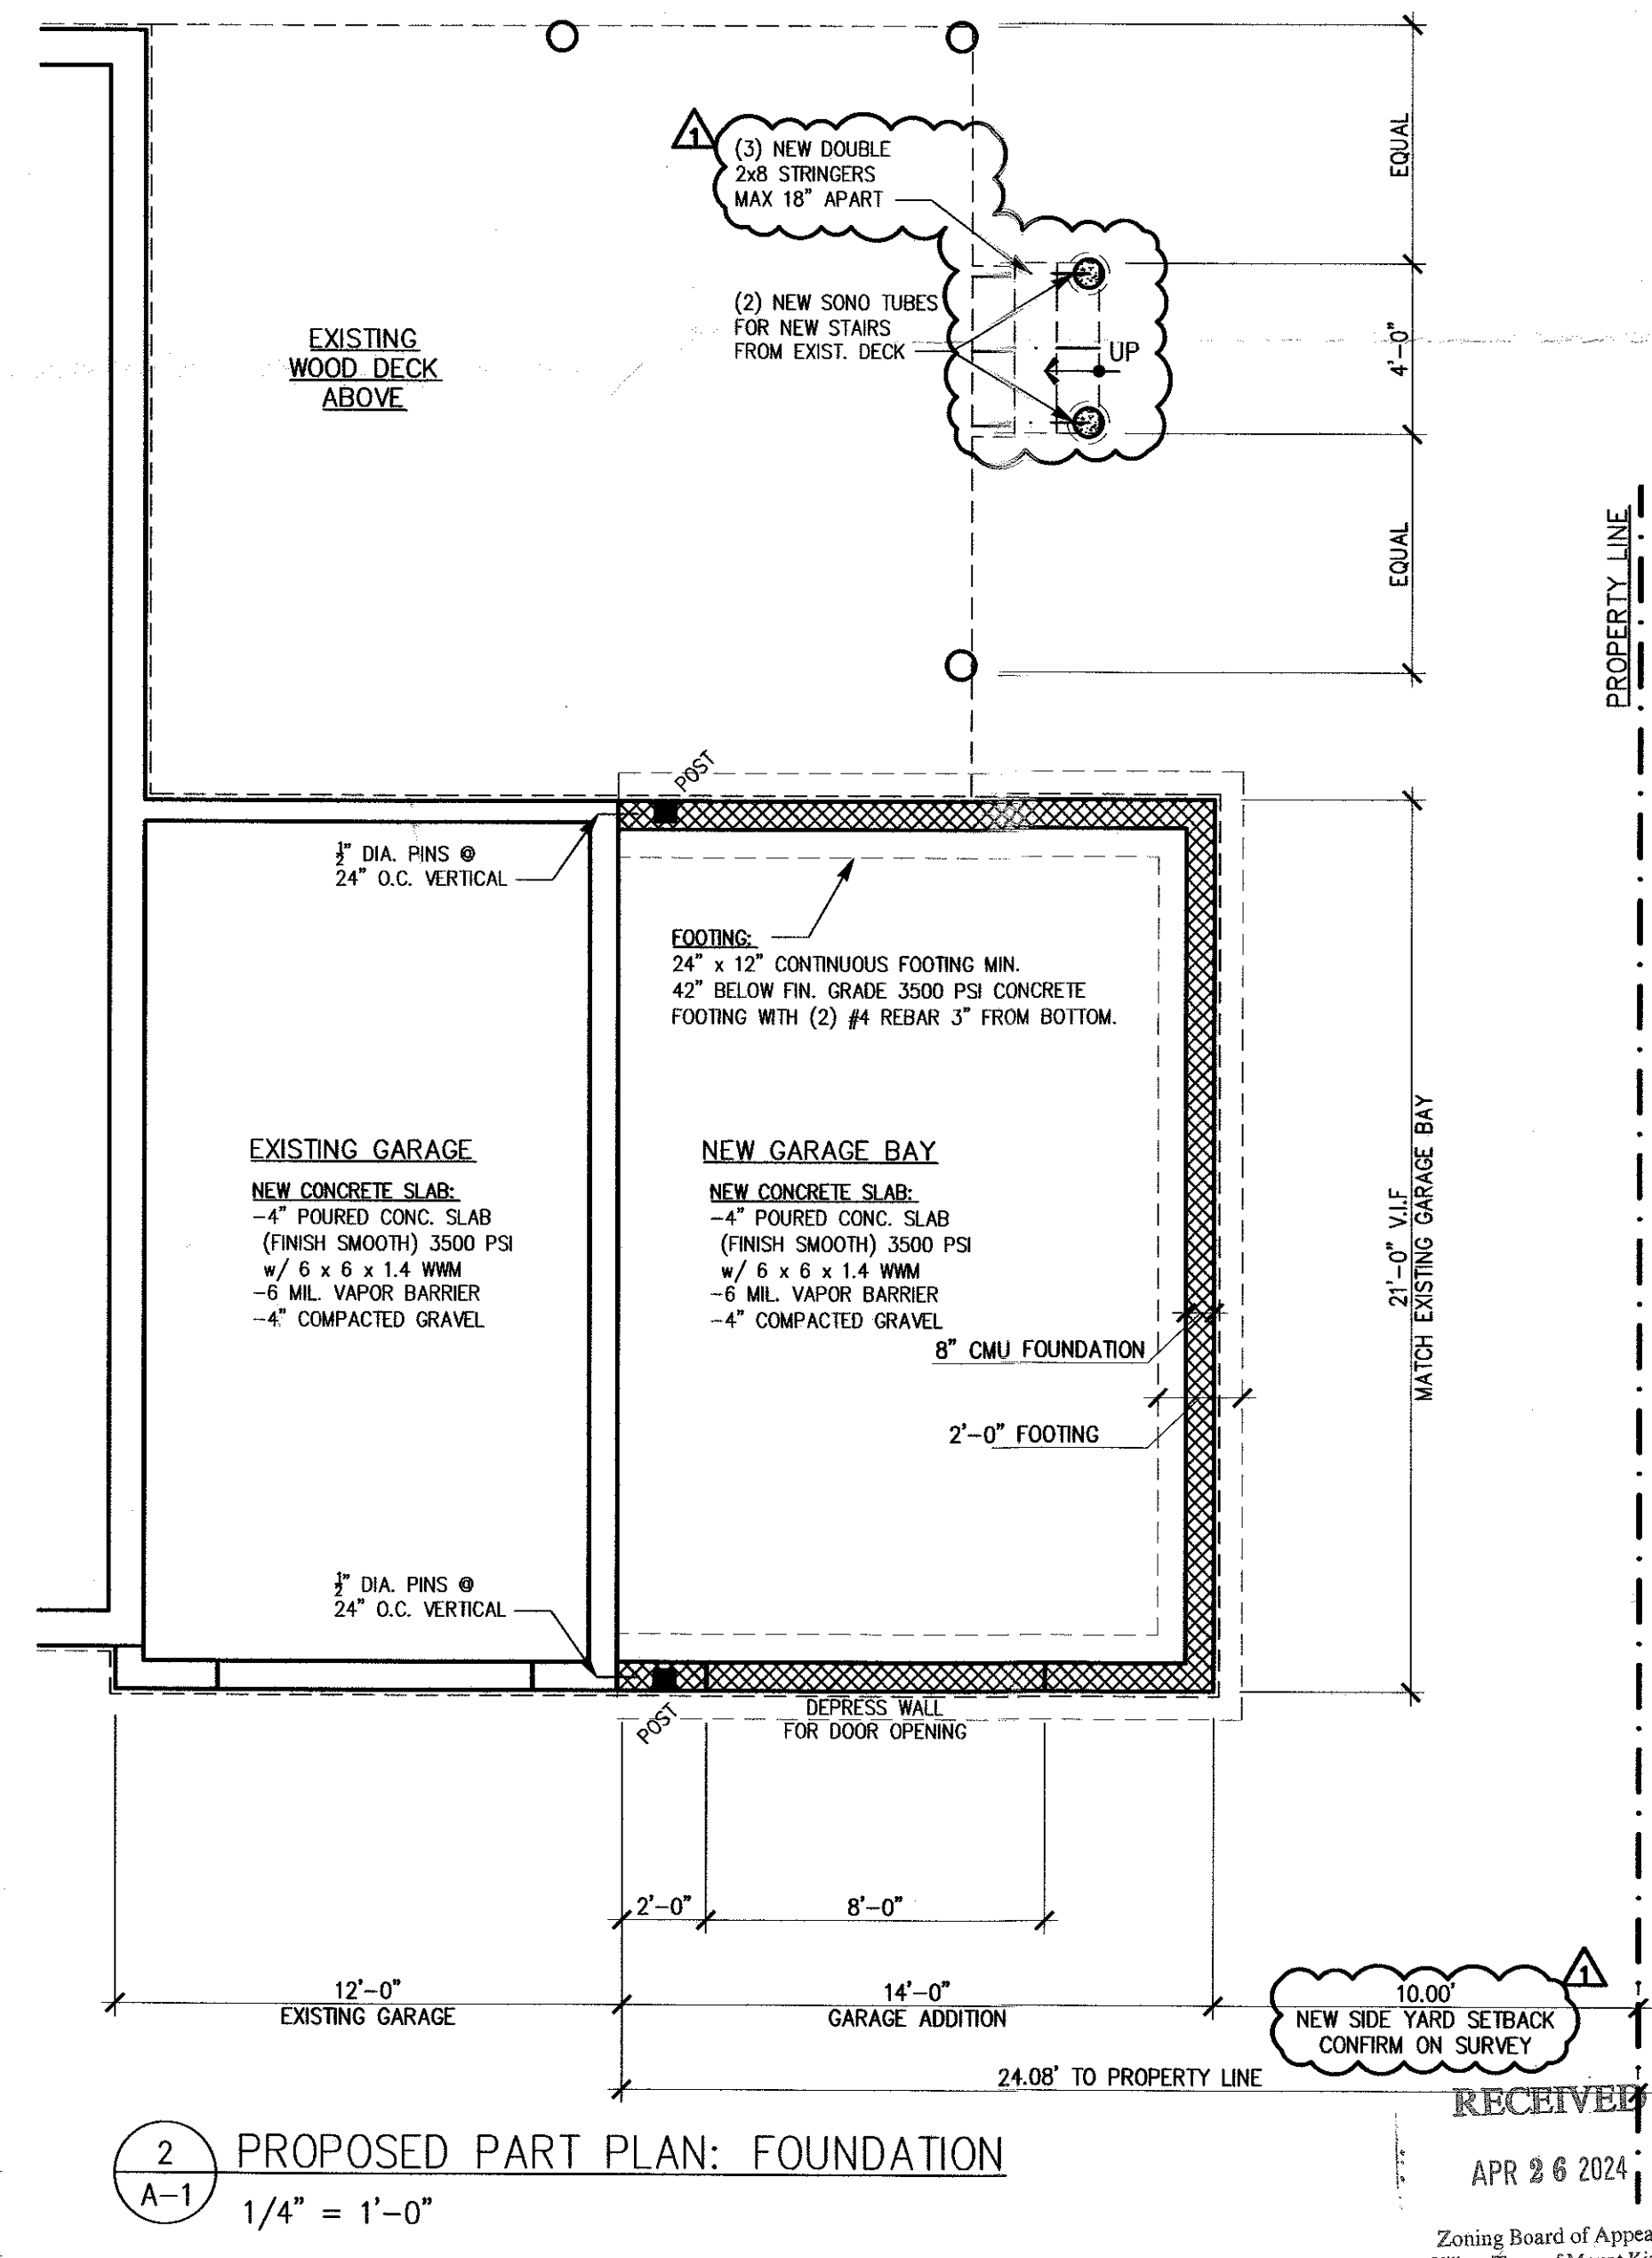 1
(3) NEW DOUBLE
2x8 STRINGERS
MAX 18" APART
(2) NEW SONO TUBES
FOR NEW STAIRS
FROM EXIST. DECK
UP
EXISTING
WOOD DECK
ABOVE
EQUAL
4'-0"
EQUAL
PROPERTY LINE
POST
½" DIA. PINS @
24" O.C. VERTICAL
FOOTING:
24" x 12" CONTINUOUS FOOTING MIN.
42" BELOW FIN. GRADE 3500 PSI CONCRETE
FOOTING WITH (2) #4 REBAR 3" FROM BOTTOM.
EXISTING GARAGE
NEW CONCRETE SLAB:
-4" POURED CONC. SLAB
(FINISH SMOOTH) 3500 PSI
w/ 6 x 6 x 1.4 WWM
-6 MIL. VAPOR BARRIER
-4" COMPACTED GRAVEL
NEW GARAGE BAY
NEW CONCRETE SLAB:
-4" POURED CONC. SLAB
(FINISH SMOOTH) 3500 PSI
w/ 6 x 6 x 1.4 WWM
-6 MIL. VAPOR BARRIER
-4" COMPACTED GRAVEL
8" CMU FOUNDATION
2'-0" FOOTING
21'-0" V.I.F
MATCH EXISTING GARAGE BAY
½" DIA. PINS @
24" O.C. VERTICAL
POST
DEPRESS WALL
FOR DOOR OPENING
2'-0"
8'-0"
12'-0"
EXISTING GARAGE
14'-0"
GARAGE ADDITION
1
10.00'
NEW SIDE YARD SETBACK
CONFIRM ON SURVEY
24.08' TO PROPERTY LINE
RECEIVED
APR 26 2024
Zoning Board of Appea
2
A-1
PROPOSED PART PLAN: FOUNDATION
1/4" = 1'-0"